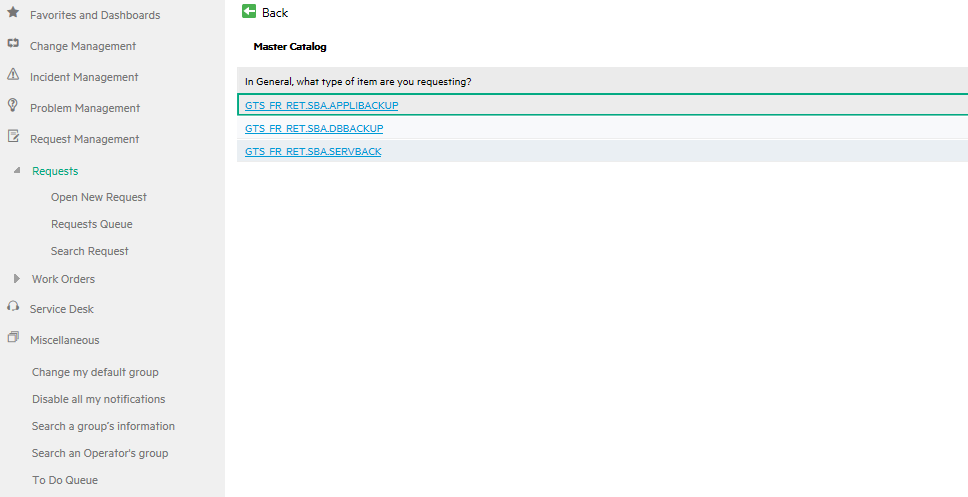 Favorites and Dashboards
Change Management
Incident Management
Problem Management
Request Management
Requests
Open New Request
Requests Queue
Search Request
Work Orders
Service Desk
Miscellaneous
Change my default group
Disable all my notifications
Search a group's information
Search an Operator's group
To Do Queue
Back
Master Catalog
In General, what type of item are you requesting?
GTS_FR_RET.SBA.APPLIBACKUP
GTS_FR_RET.SBA.DBBACKUP
GTS_FR_RET.SBA.SERVBACK